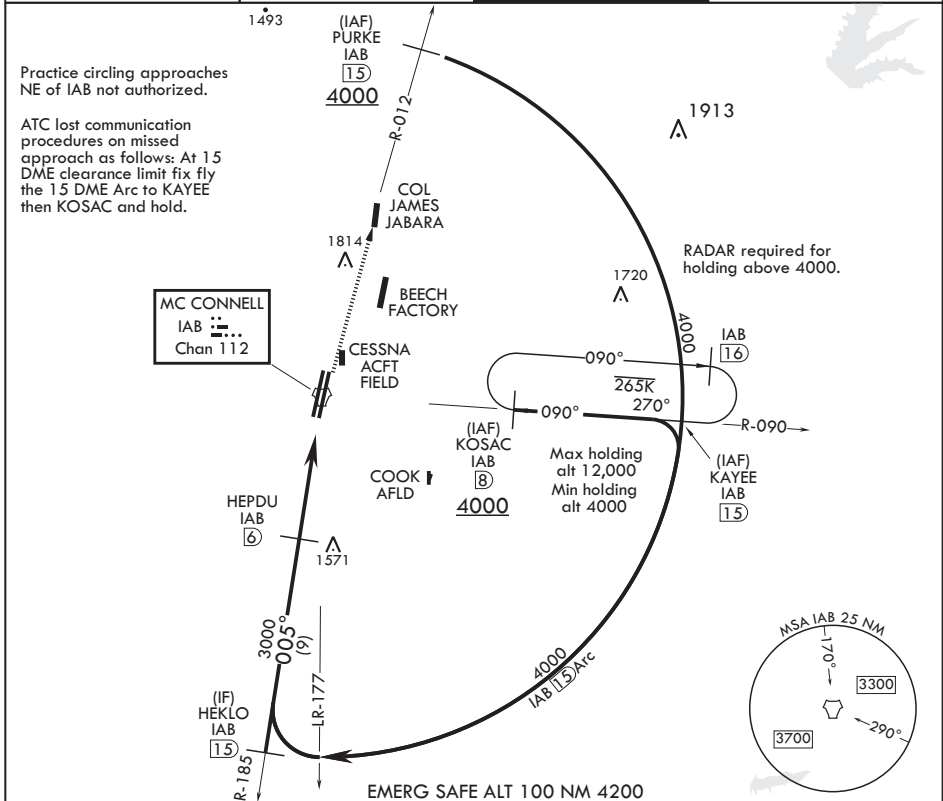 1493
(IAF)
PURKE
IAB
15
4000
R-012
Practice circling approaches
NE of IAB not authorized.
ATC lost communication
procedures on missed
approach as follows: At 15
DME clearance limit fix fly
the 15 DME Arc to KAYEE
then KOSAC and hold.
1913
COL
JAMES
JABARA
1814
RADAR required for
holding above 4000.
1720
BEECH
FACTORY
MC CONNELL
IAB
Chan 112
CESSNA
ACFT
FIELD
4000
IAB
16
090°
265K
270°
090°
R-090
(IAF)
KOSAC
IAB
8
4000
Max holding
alt 12,000
Min holding
alt 4000
(IAF)
KAYEE
IAB
15
COOK
AFLD
HEPDU
IAB
6
1571
3000
005°
(9)
4000
IAB 15 Arc
LR-177
(IF)
HEKLO
IAB
15
R-185
MSA IAB 25 NM
170°
3300
290°
3700
EMERG SAFE ALT 100 NM 4200